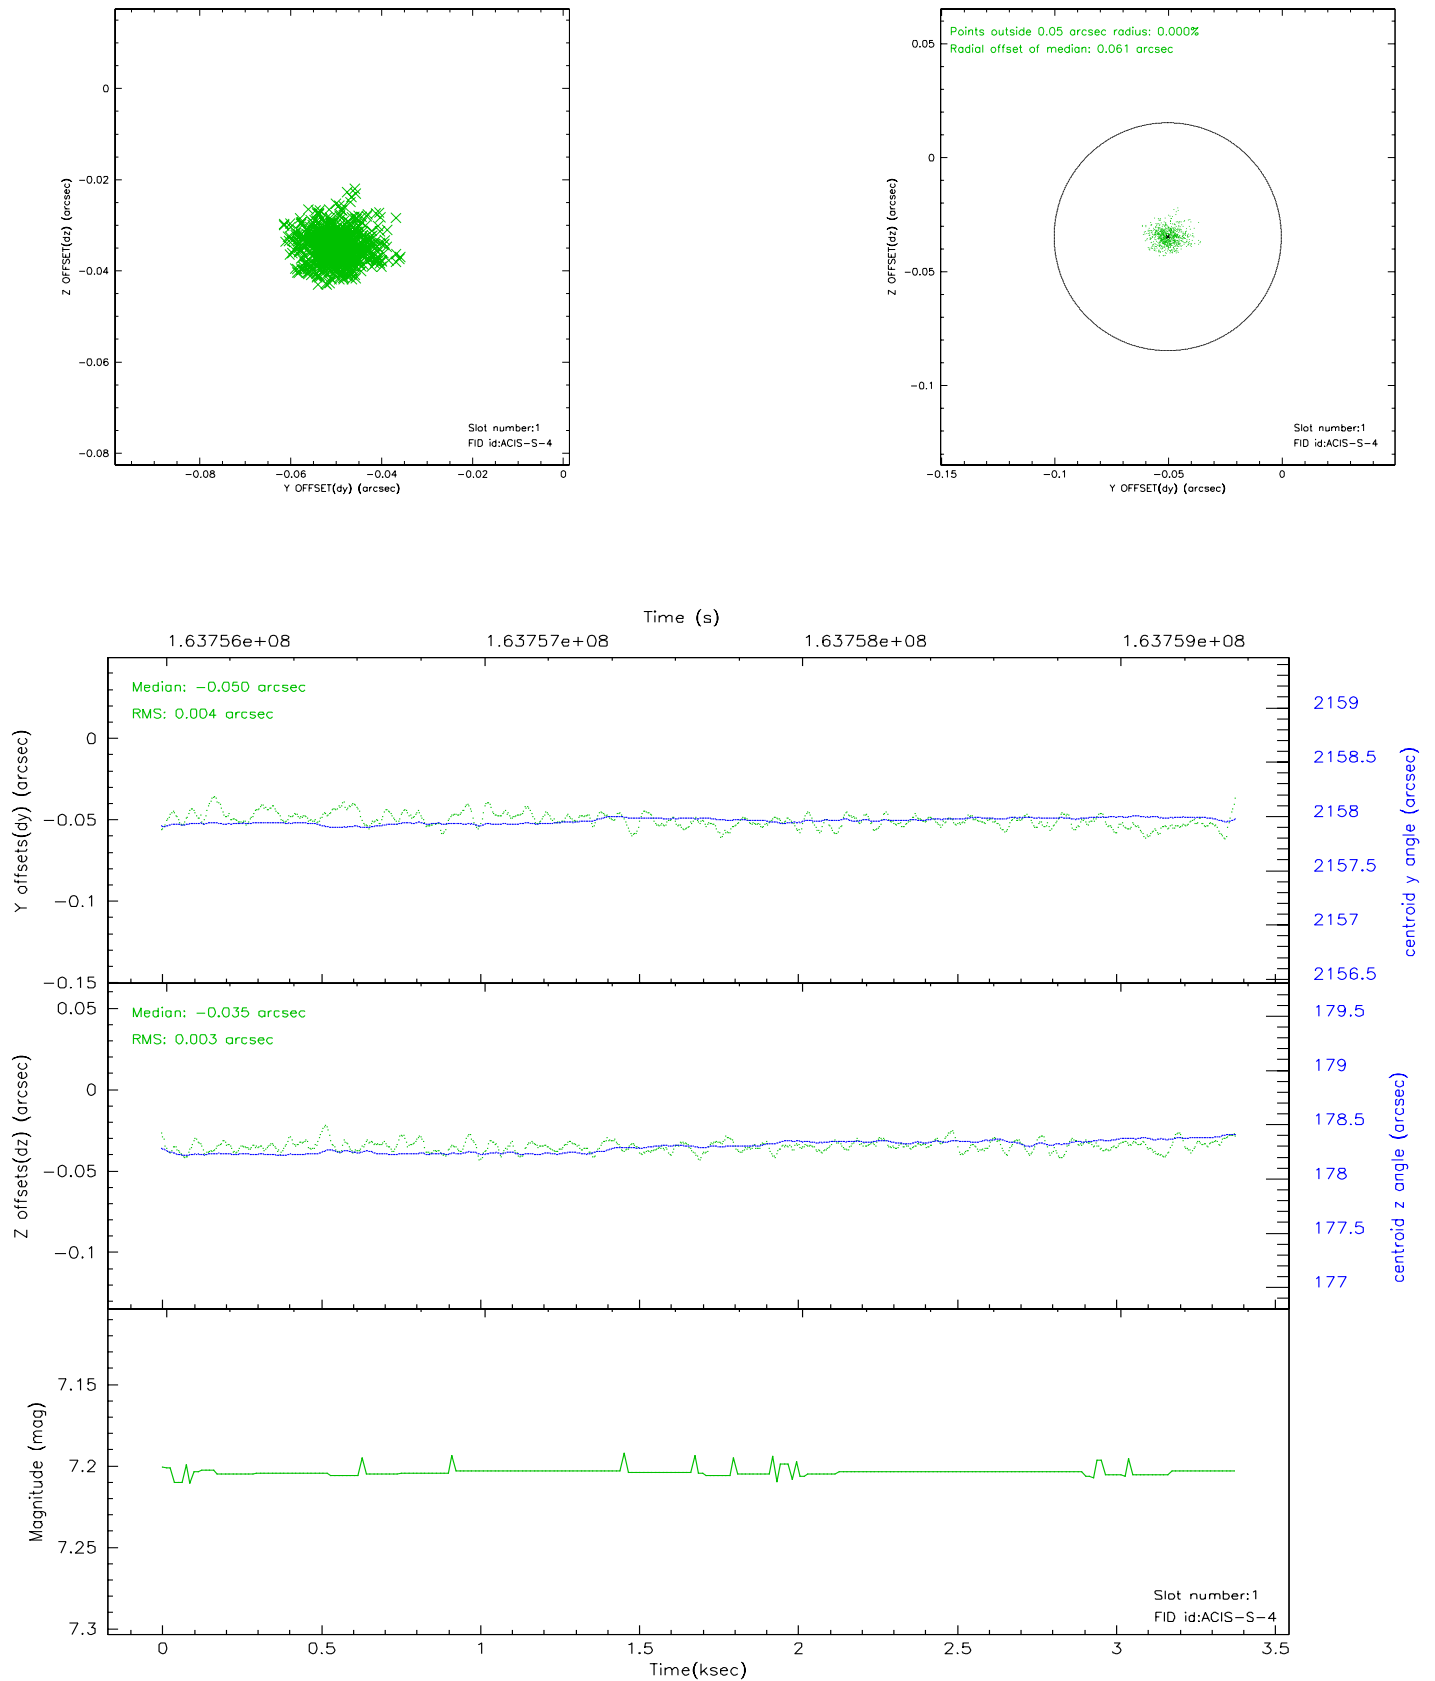 0
-0.02
-0.04
-0.06
-0.08
Z OFFSET(dz) (arcsec)
-0.08
-0.06
-0.04
-0.02
0
Y OFFSET(dy) (arcsec)
Slot number:1
FID id:ACIS-S-4
Points outside 0.05 arcsec radius: 0.000%
Radial offset of median: 0.061 arcsec
0.05
0
-0.05
-0.1
Z OFFSET(dz) (arcsec)
-0.15
-0.1
-0.05
0
Y OFFSET(dy) (arcsec)
Slot number:1
FID id:ACIS-S-4
Time (s)
1.63756e+08
1.63757e+08
1.63758e+08
1.63759e+08
Median: -0.050 arcsec
RMS: 0.004 arcsec
0
-0.05
-0.1
-0.15
Y offsets(dy) (arcsec)
2159
2158.5
2158
2157.5
2157
2156.5
centroid y angle (arcsec)
Median: -0.035 arcsec
RMS: 0.003 arcsec
0.05
0
-0.05
-0.1
Z offsets(dz) (arcsec)
179.5
179
178.5
178
177.5
177
centroid z angle (arcsec)
7.15
7.2
7.25
7.3
Magnitude (mag)
Slot number:1
FID id:ACIS-S-4
0
0.5
1
1.5
2
2.5
3
3.5
Time(ksec)